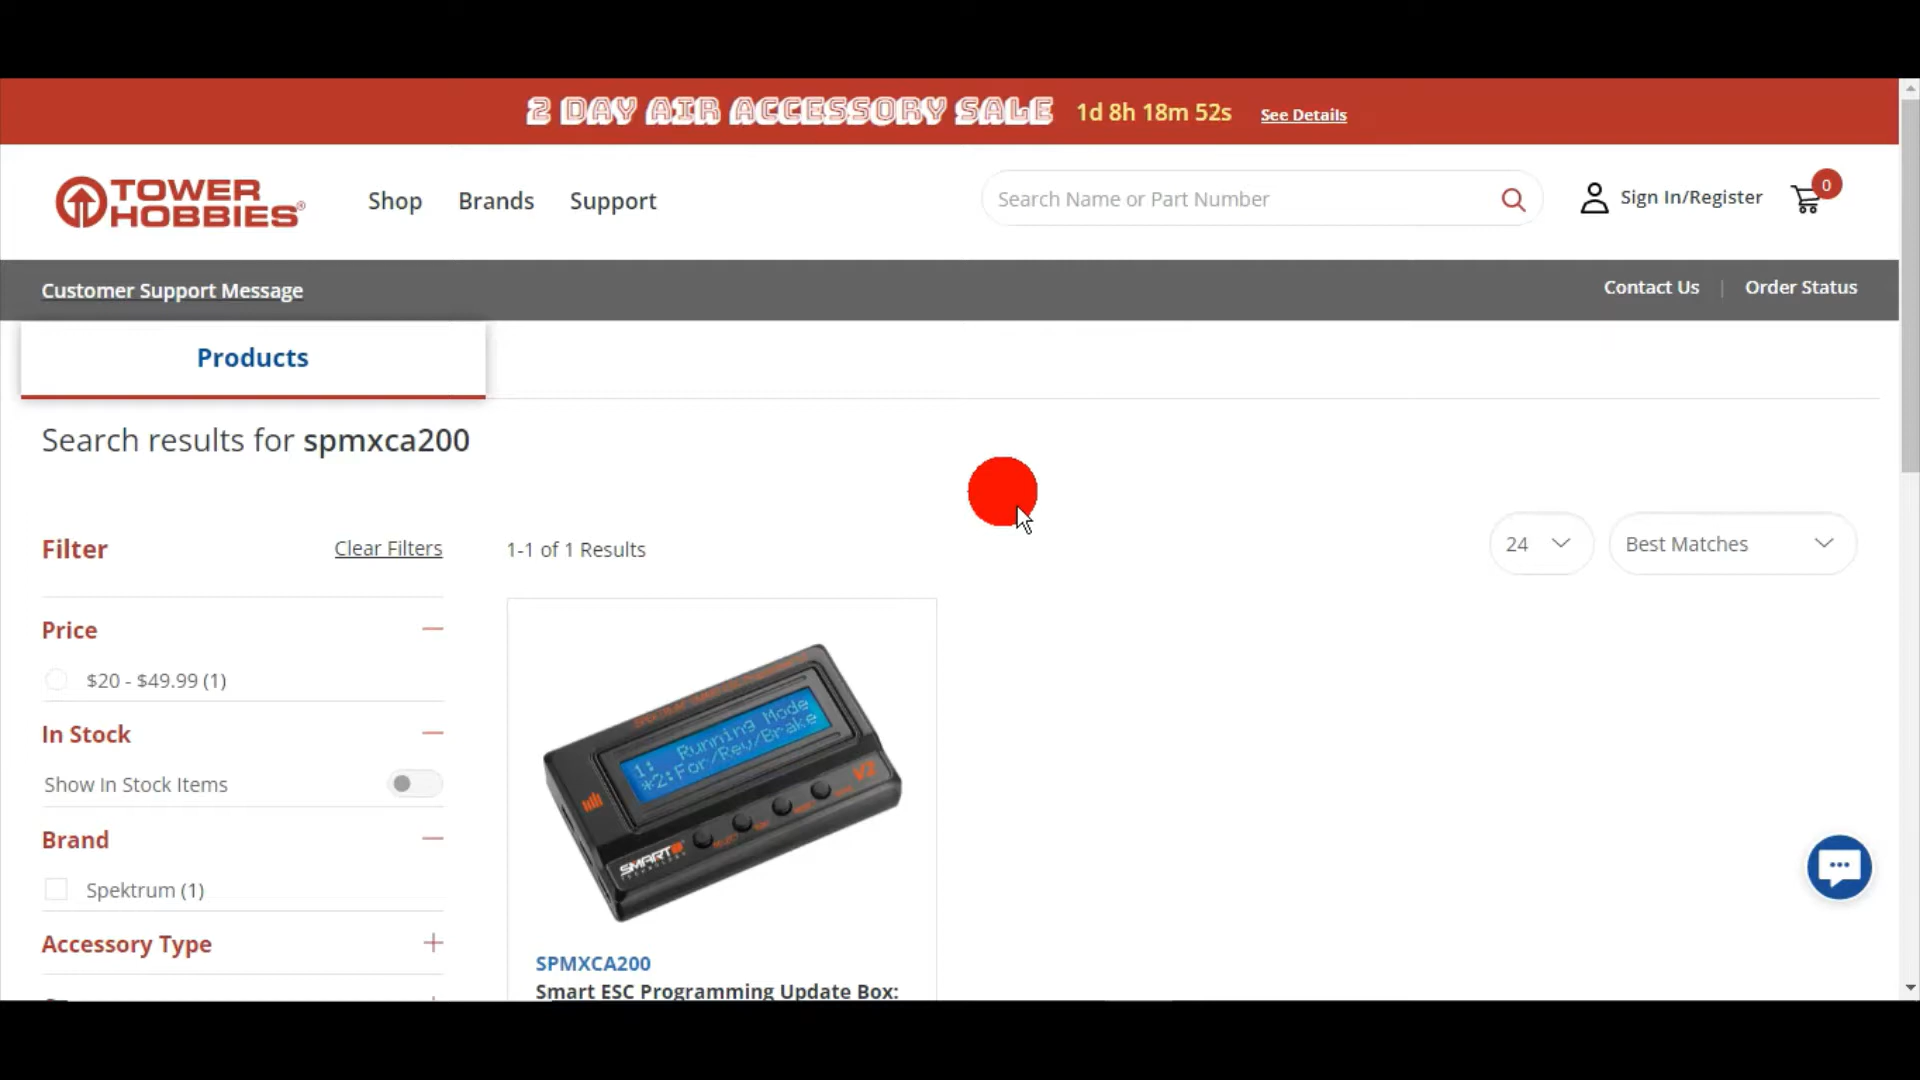 2 DAY AIR ACCESSORY SALE 1d 8h 18m 52s See Details
TOWER HOBBIES®
Shop Brands Support
Search Name or Part Number
Sign In/Register
0
Customer Support Message
Contact Us | Order Status
Products
Search results for spmxca200
Filter
Clear Filters
1-1 of 1 Results
24
Best Matches
Price
$20 - $49.99 (1)
In Stock
Show In Stock Items
Brand
Spektrum (1)
Accessory Type
Running Mode
1:
*2:For/Rev/Brake
V2
SMART
TECHNOLOGY
SPMXCA200
Smart ESC Programming Update Box: